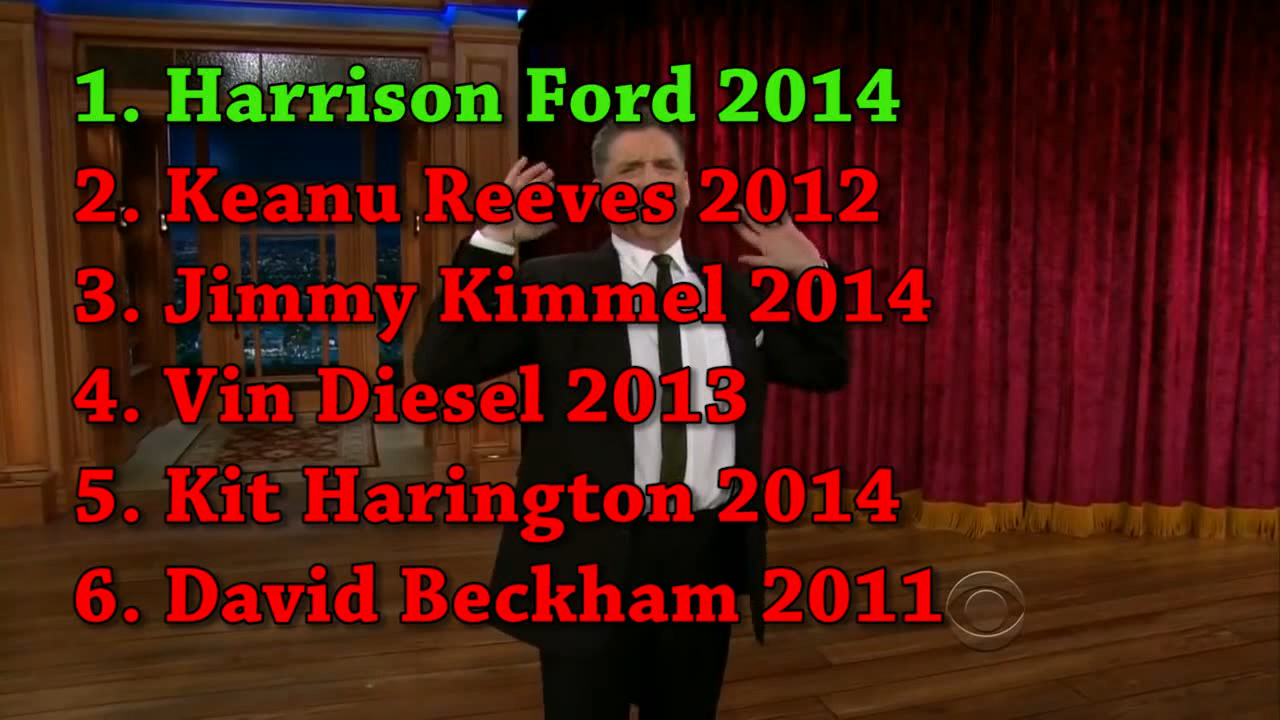 1. Harrison Ford 2014
2. Keanu Reeves 2012
3. Jimmy Kimmel 2014
4. Vin Diesel 2013
5. Kit Harington 2014
6. David Beckham 2011